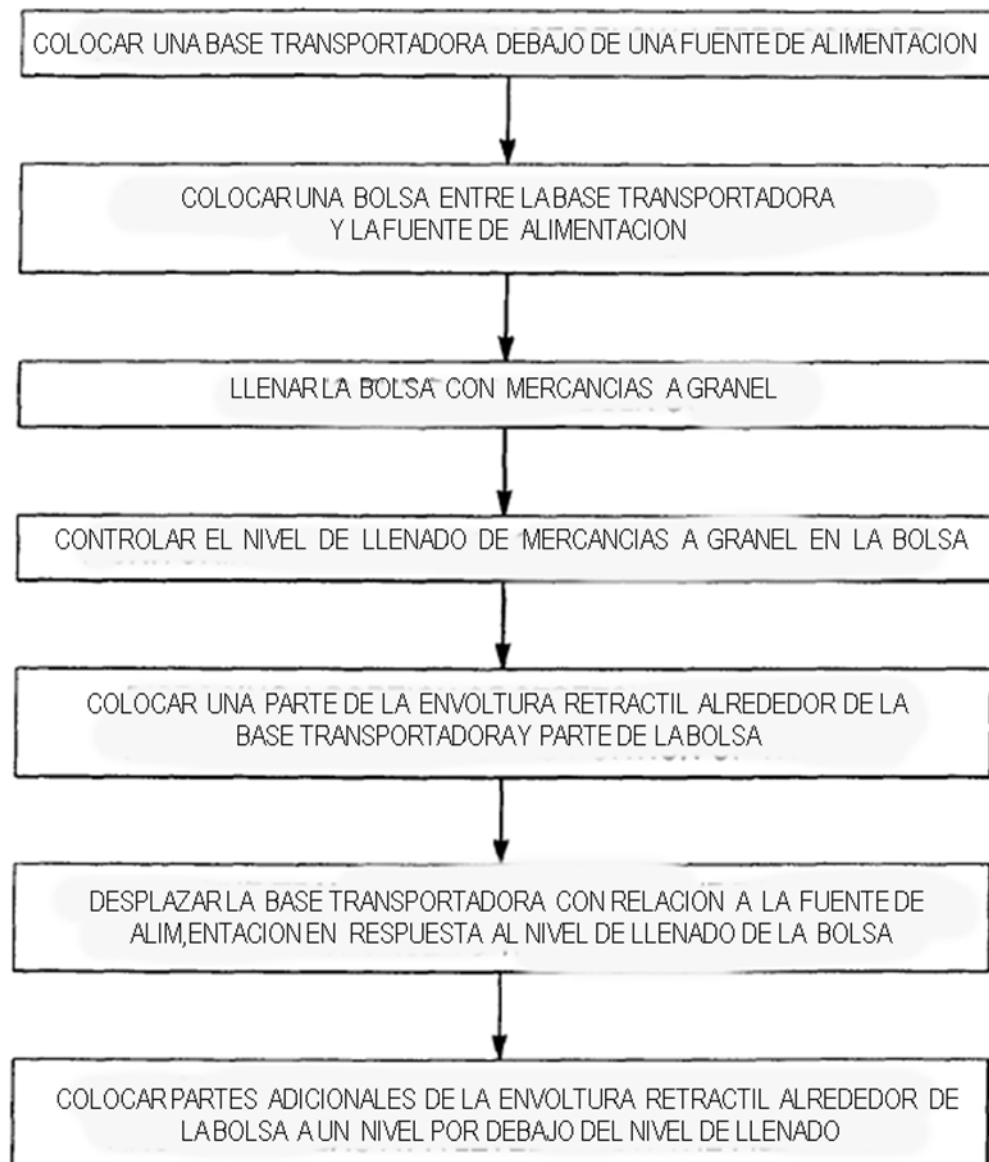 COLOCAR UNA BASE TRANSPORTADORA DEBAJO DE UNA FUENTE DE ALIMENTACION
COLOCAR UNA BOLSA ENTRE LA BASE TRANSPORTADORA
Y LA FUENTE DE ALIMENTACION
LLENAR LA BOLSA CON MERCANCIAS A GRANEL
CONTROLAR EL NIVEL DE LLENADO DE MERCANCIAS A GRANEL EN LA BOLSA
COLOCAR UNA PARTE DE LA ENVOLTURA RETRACTIL ALREDEDOR DE LA
BASE TRANSPORTADORA Y PARTE DE LA BOLSA
DESPLAZAR LA BASE TRANSPORTADORA CON RELACION A LA FUENTE DE
ALIM,ENTACION EN RESPUESTA AL NIVEL DE LLENADO DE LA BOLSA
COLOCAR PARTES ADICIONALES DE LA ENVOLTURA RETRACTIL ALREDEDOR DE
LA BOLSA A UN NIVEL POR DEBAJO DEL NIVEL DE LLENADO